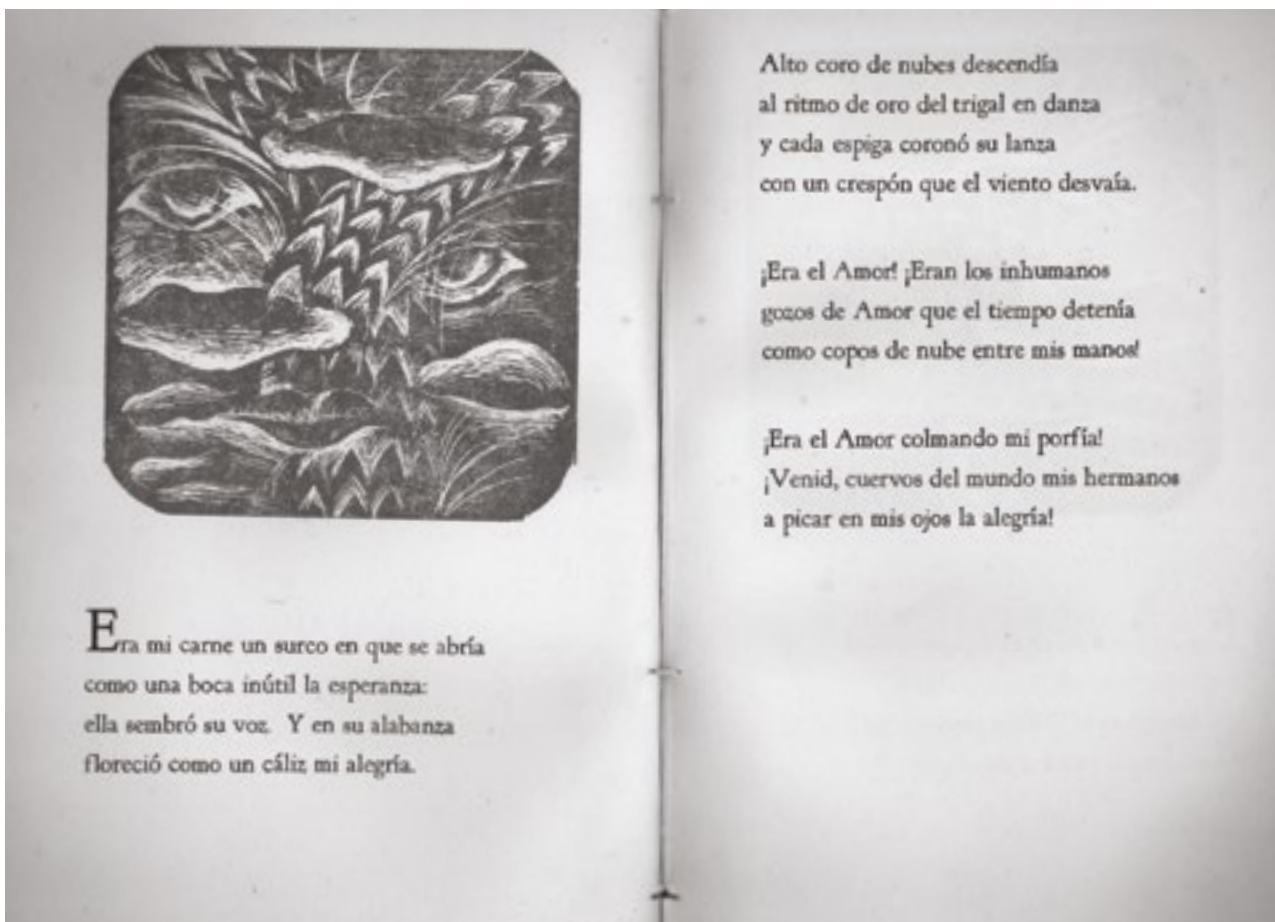 Era mi carne un surco en que se abría
como una boca inútil la esperanza:
ella sembró su voz. Y en su alabanza
floreció como un cáliz mi alegría.
Alto coro de nubes descendía
al ritmo de oro del trigal en danza
y cada espiga coronó su lanza
con un crespón que el viento desvaía.
¡Era el Amor! ¡Eran los inhumanos
gozos de Amor que el tiempo detenía
como copos de nube entre mis manos!
¡Era el Amor colmando mi porfía!
¡Venid, cuervos del mundo mis hermanos
a picar en mis ojos la alegría!